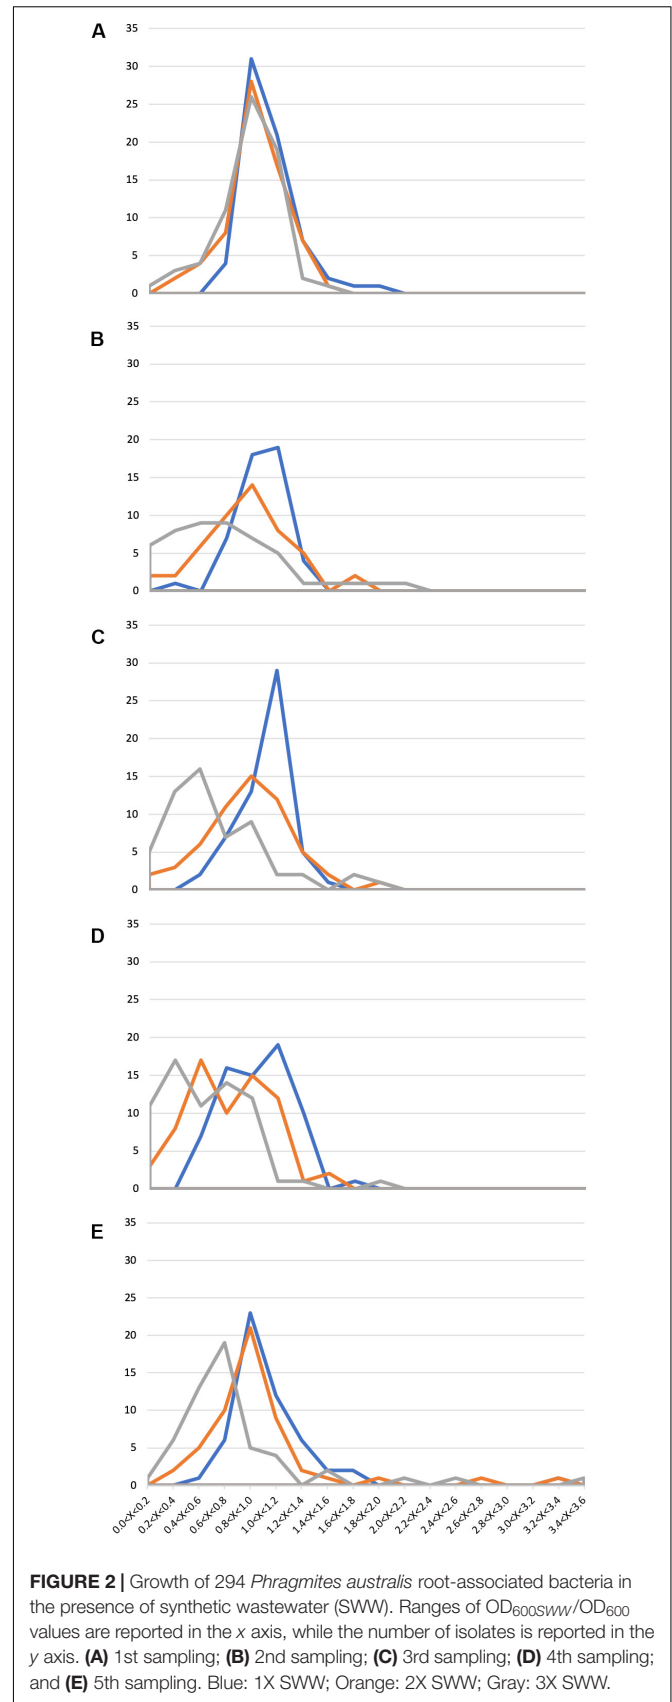 A
35
30
25
20
15
10
5
0
B
35
30
25
20
15
10
5
0
C
35
30
25
20
15
10
5
0
D
35
30
25
20
15
10
5
0
E
35
30
25
20
15
10
5
0
0.0<X<0.2
0.2<X<0.4
0.4<X<0.6
0.6<X<0.8
0.8<X<1.0
1.0<X<1.2
1.2<X<1.4
1.4<X<1.6
1.6<X<1.8
1.8<X<2.0
2.0<X<2.2
2.2<X<2.4
2.4<X<2.6
2.6<X<2.8
2.8<X<3.0
3.0<X<3.2
3.2<X<3.4
3.4<X<3.6
FIGURE 2 | Growth of 294 Phragmites australis root-associated bacteria in
the presence of synthetic wastewater (SWW). Ranges of OD600SWW/OD600
values are reported in the x axis, while the number of isolates is reported in the
y axis. (A) 1st sampling; (B) 2nd sampling; (C) 3rd sampling; (D) 4th sampling;
and (E) 5th sampling. Blue: 1X SWW; Orange: 2X SWW; Gray: 3X SWW.